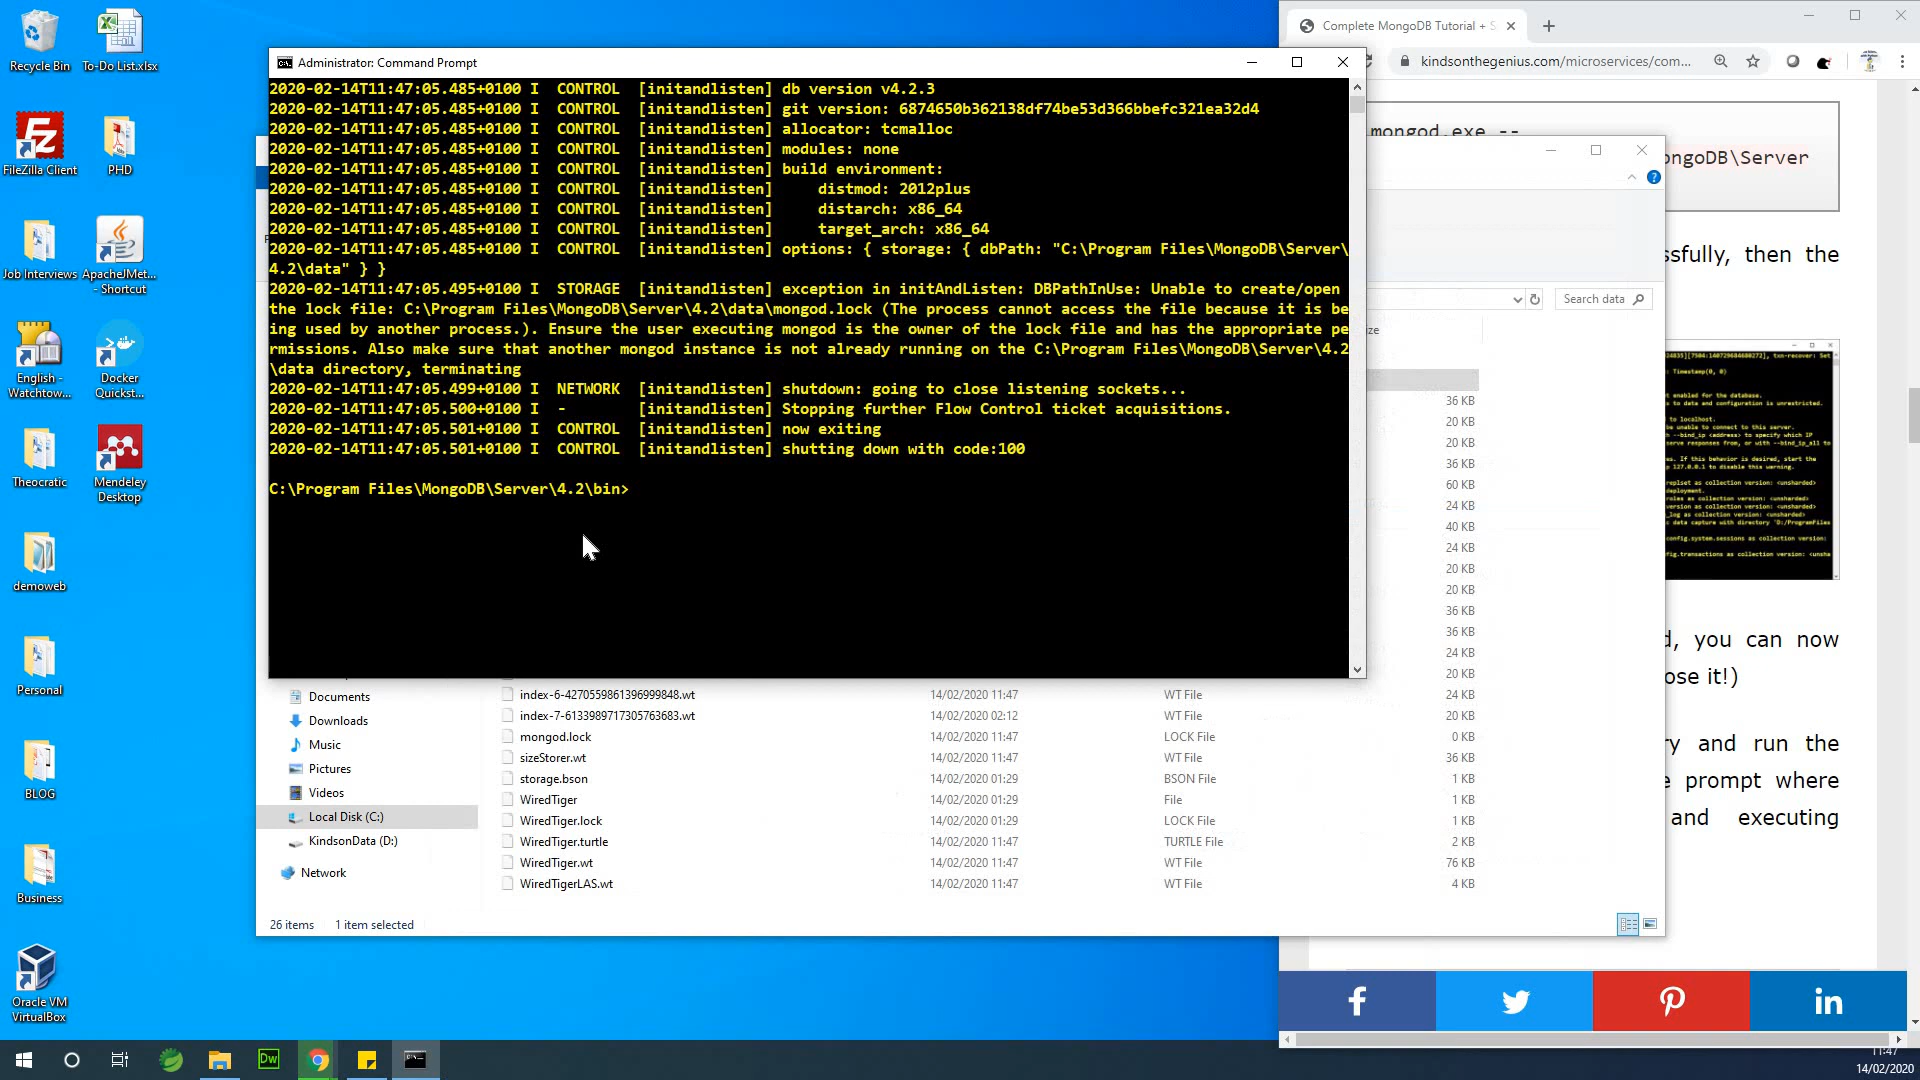 Recycle Bin
To-Do List.xlsx
FileZilla Client
PHD
Job Interviews
ApacheJMet...
- Shortcut
English -
Watchtow...
Docker
Quickst...
Theocratic
Mendeley
Desktop
demoweb
Personal
BLOG
Business
Oracle VM
VirtualBox
Administrator: Command Prompt
2020-02-14T11:47:05.485+0100 I  CONTROL  [initandlisten] db version v4.2.3
2020-02-14T11:47:05.485+0100 I  CONTROL  [initandlisten] git version: 6874650b362138df74be53d366bbefc321ea32d4
2020-02-14T11:47:05.485+0100 I  CONTROL  [initandlisten] allocator: tcmalloc
2020-02-14T11:47:05.485+0100 I  CONTROL  [initandlisten] modules: none
2020-02-14T11:47:05.485+0100 I  CONTROL  [initandlisten] build environment:
2020-02-14T11:47:05.485+0100 I  CONTROL  [initandlisten]     distmod: 2012plus
2020-02-14T11:47:05.485+0100 I  CONTROL  [initandlisten]     distarch: x86_64
2020-02-14T11:47:05.485+0100 I  CONTROL  [initandlisten]     target_arch: x86_64
2020-02-14T11:47:05.485+0100 I  CONTROL  [initandlisten] options: { storage: { dbPath: "C:\Program Files\MongoDB\Server\
4.2\data" } }
2020-02-14T11:47:05.495+0100 I  STORAGE  [initandlisten] exception in initAndListen: DBPathInUse: Unable to create/open
the lock file: C:\Program Files\MongoDB\Server\4.2\data\mongod.lock (The process cannot access the file because it is be
ing used by another process.). Ensure the user executing mongod is the owner of the lock file and has the appropriate pe
rmissions. Also make sure that another mongod instance is not already running on the C:\Program Files\MongoDB\Server\4.2
\data directory, terminating
2020-02-14T11:47:05.499+0100 I  NETWORK  [initandlisten] shutdown: going to close listening sockets...
2020-02-14T11:47:05.500+0100 I  -        [initandlisten] Stopping further Flow Control ticket acquisitions.
2020-02-14T11:47:05.501+0100 I  CONTROL  [initandlisten] now exiting
2020-02-14T11:47:05.501+0100 I  CONTROL  [initandlisten] shutting down with code:100
C:\Program Files\MongoDB\Server\4.2\bin>
Search data
ze
36 KB
20 KB
20 KB
36 KB
60 KB
24 KB
40 KB
24 KB
20 KB
20 KB
36 KB
36 KB
24 KB
20 KB
Documents
Downloads
Music
Pictures
Videos
Local Disk (C:)
KindsonData (D:)
Network
index-6-4270559861396999848.wt 14/02/2020 11:47 WT File 24 KB
index-7-6133989717305763683.wt 14/02/2020 02:12 WT File 20 KB
mongod.lock 14/02/2020 11:47 LOCK File 0 KB
sizeStorer.wt 14/02/2020 11:47 WT File 36 KB
storage.bson 14/02/2020 01:29 BSON File 1 KB
WiredTiger 14/02/2020 01:29 File 1 KB
WiredTiger.lock 14/02/2020 01:29 LOCK File 1 KB
WiredTiger.turtle 14/02/2020 11:47 TURTLE File 2 KB
WiredTiger.wt 14/02/2020 11:47 WT File 76 KB
WiredTigerLAS.wt 14/02/2020 11:47 WT File 4 KB
26 items 1 item selected
Complete MongoDB Tutorial + S
kindsonthegenius.com/microservices/com...
mongod.exe --
ongoDB\Server
ssfully, then the
d, you can now
ose it!)
ry and run the
e prompt where
and executing
Dw
11:47
14/02/2020